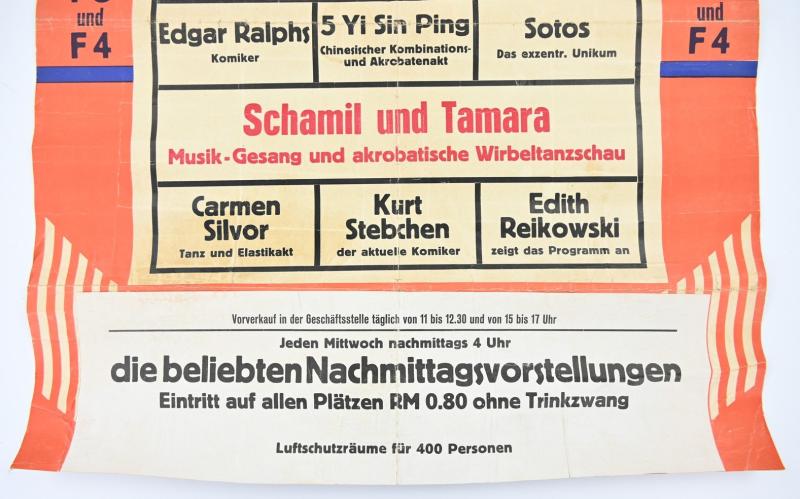 und
F 4
und
F 4
Edgar Ralphs
Komiker
5 Yi Sin Ping
Chinesischer Kombinations-
und Akrobatenakt
Sotos
Das exzentr. Unikum
Schamil und Tamara
Musik-Gesang und akrobatische Wirbeltanzschau
Carmen
Silvor
Tanz und Elastikakt
Kurt
Stebchen
der aktuelle Komiker
Edith
Reikowski
zeigt das Programm an
Vorverkauf in der Geschäftsstelle täglich von 11 bis 12.30 und von 15 bis 17 Uhr
Jeden Mittwoch nachmittags 4 Uhr
die beliebten Nachmittagsvorstellungen
Eintritt auf allen Plätzen RM 0.80 ohne Trinkzwang
Luftschutzräume für 400 Personen